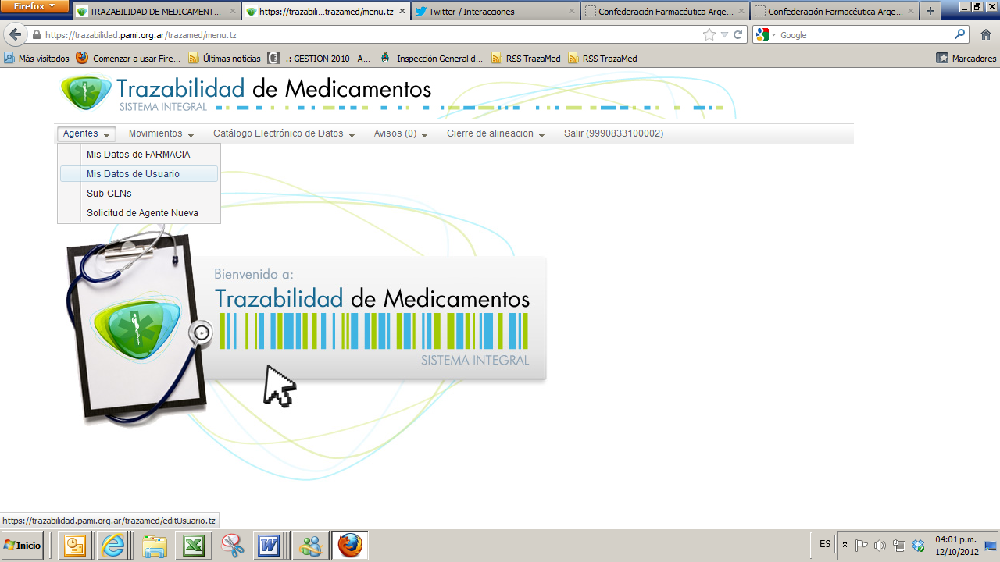 Firefox
TRAZABILIDAD DE MEDICAMENT...
https://trazabili...trazamed/menu.tz
Twitter / Interacciones
Confederación Farmacéutica Arge...
Confederación Farmacéutica Arge...
https://trazabilidad.pami.org.ar/trazamed/menu.tz
Google
Más visitados
Comenzar a usar Fire...
Últimas noticias
.: GESTION 2010 - A...
Inspección General d...
RSS TrazaMed
RSS TrazaMed
Marcadores
Trazabilidad de Medicamentos
SISTEMA INTEGRAL
Agentes
Movimientos
Catálogo Electrónico de Datos
Avisos (0)
Cierre de alineacion
Salir (9990833100002)
Mis Datos de FARMACIA
Mis Datos de Usuario
Sub-GLNs
Solicitud de Agente Nueva
Bienvenido a:
Trazabilidad de Medicamentos
SISTEMA INTEGRAL
https://trazabilidad.pami.org.ar/trazamed/editUsuario.tz
Inicio
ES
04:01 p.m.
12/10/2012